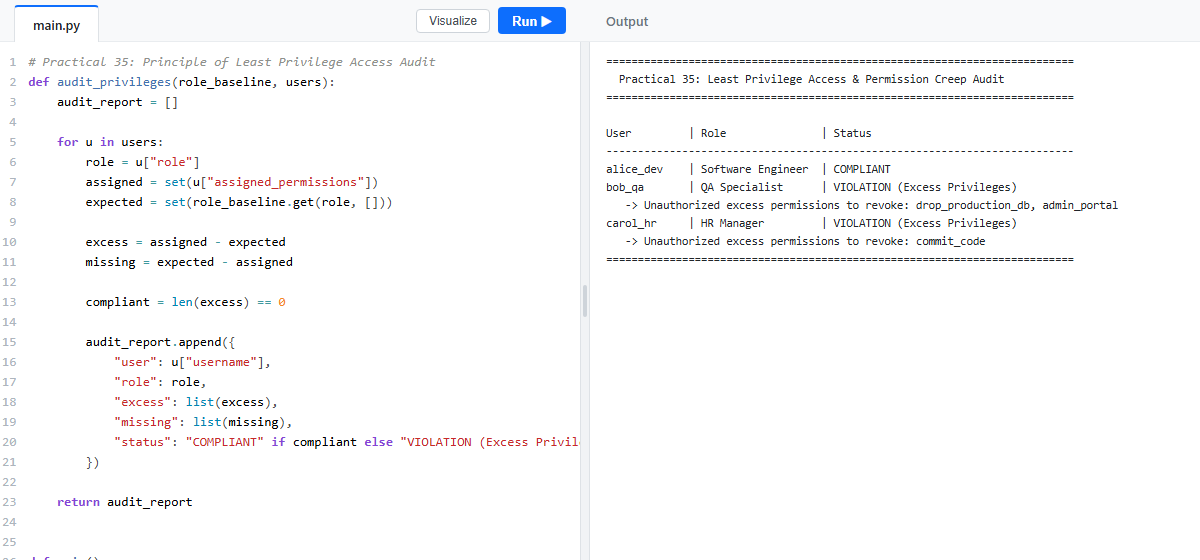 main.py
Visualize
Run
Output
1 # Practical 35: Principle of Least Privilege Access Audit
2 def audit_privileges(role_baseline, users):
3     audit_report = []
4
5     for u in users:
6         role = u["role"]
7         assigned = set(u["assigned_permissions"])
8         expected = set(role_baseline.get(role, []))
9
10         excess = assigned - expected
11         missing = expected - assigned
12
13         compliant = len(excess) == 0
14
15         audit_report.append({
16             "user": u["username"],
17             "role": role,
18             "excess": list(excess),
19             "missing": list(missing),
20             "status": "COMPLIANT" if compliant else "VIOLATION (Excess Privil
21         })
22
23     return audit_report
24
25
==========================================================================
  Practical 35: Least Privilege Access & Permission Creep Audit
==========================================================================
User         | Role               | Status
--------------------------------------------------------------------------
alice_dev    | Software Engineer  | COMPLIANT
bob_qa       | QA Specialist      | VIOLATION (Excess Privileges)
   -> Unauthorized excess permissions to revoke: drop_production_db, admin_portal
carol_hr     | HR Manager         | VIOLATION (Excess Privileges)
   -> Unauthorized excess permissions to revoke: commit_code
==========================================================================